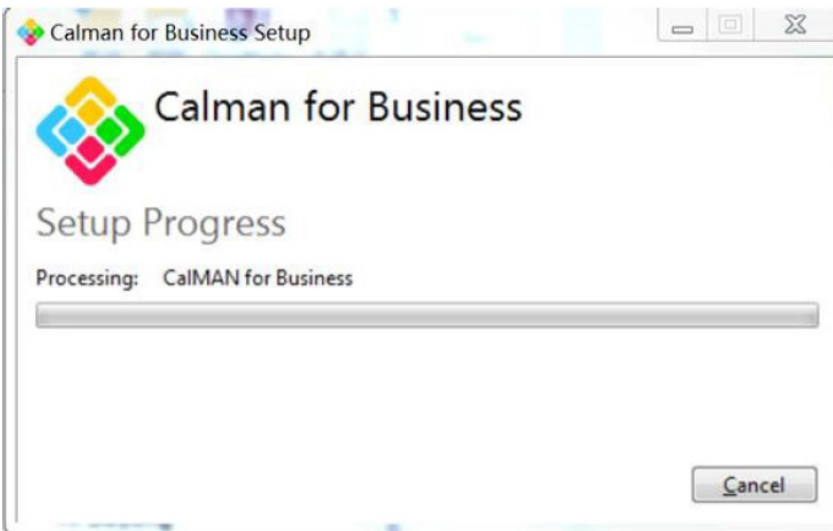 Calman for Business Setup
Calman for Business
Setup Progress
Processing: CalMAN for Business
Cancel